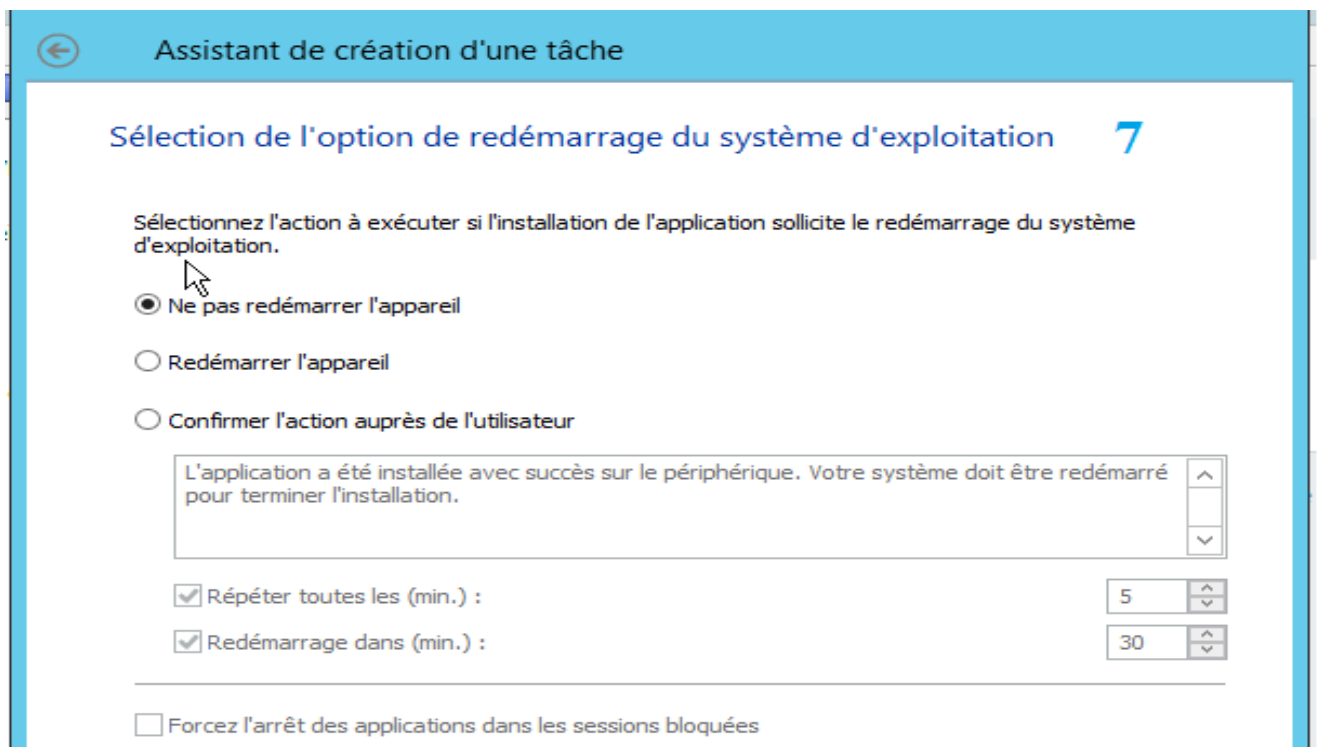 Assistant de création d'une tâche
Sélection de l'option de redémarrage du système d'exploitation 7
Sélectionnez l'action à exécuter si l'installation de l'application sollicite le redémarrage du système
d'exploitation.
Ne pas redémarrer l'appareil
Redémarrer l'appareil
Confirmer l'action auprès de l'utilisateur
L'application a été installée avec succès sur le périphérique. Votre système doit être redémarré
pour terminer l'installation.
Répéter toutes les (min.) : 5
Redémarrage dans (min.) : 30
Forcez l'arrêt des applications dans les sessions bloquées